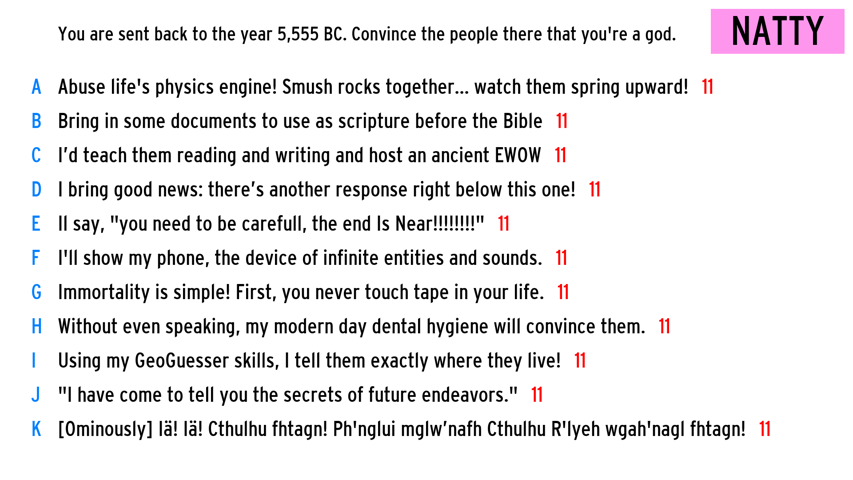 You are sent back to the year 5,555 BC. Convince the people there that you're a god.
NATTY
A Abuse life's physics engine! Smush rocks together... watch them spring upward! 11
B Bring in some documents to use as scripture before the Bible 11
C I’d teach them reading and writing and host an ancient EWOW 11
D I bring good news: there’s another response right below this one! 11
E Il say, "you need to be carefull, the end Is Near!!!!!!!!" 11
F I'll show my phone, the device of infinite entities and sounds. 11
G Immortality is simple! First, you never touch tape in your life. 11
H Without even speaking, my modern day dental hygiene will convince them. 11
I Using my GeoGuesser skills, I tell them exactly where they live! 11
J "I have come to tell you the secrets of future endeavors." 11
K [Ominously] Iä! Iä! Cthulhu fhtagn! Ph'nglui mglw’nafh Cthulhu R'lyeh wgah'nagl fhtagn! 11